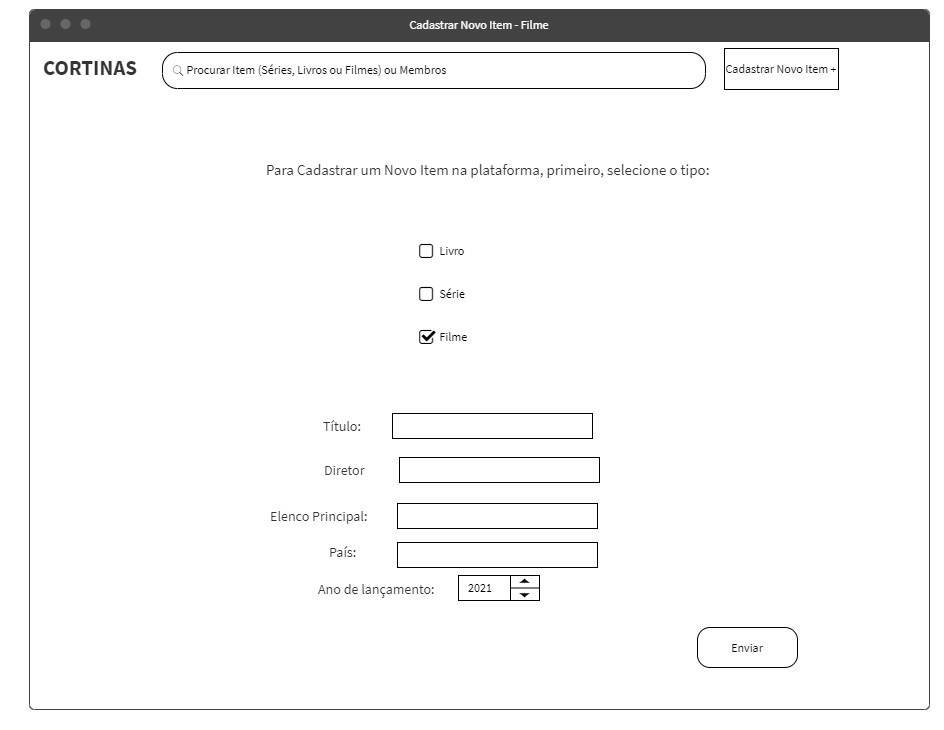 Cadastrar Novo Item - Filme
CORTINAS
Procurar Item (Séries, Livros ou Filmes) ou Membros
Cadastrar Novo Item +
Para Cadastrar um Novo Item na plataforma, primeiro, selecione o tipo:
Livro
Série
Filme
Título:
Diretor
Elenco Principal:
País:
Ano de lançamento: 2021
Enviar